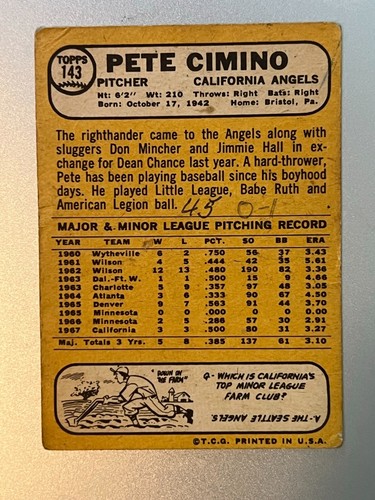 TOPPS
143
PETE CIMINO
PITCHER CALIFORNIA ANGELS
Ht: 6'2" Wt: 210 Throws: Right Bats: Right
Born: October 17, 1942 Home: Bristol, Pa.
The righthander came to the Angels along with
sluggers Don Mincher and Jimmie Hall in ex-
change for Dean Chance last year. A hard-thrower,
Pete has been playing baseball since his boyhood
days. He played Little League, Babe Ruth and
American Legion ball.
45 0-1
MAJOR & MINOR LEAGUE PITCHING RECORD
YEAR TEAM W L PCT. SO BB ERA
1960 Wytheville 6 2 .750 56 37 3.43
1961 Wilson 4 5 .444 42 35 5.61
1962 Wilson 12 13 .480 190 82 3.36
1963 Dal.-Ft. W. 1 1 .500 15 9 4.66
1963 Charlotte 5 9 .357 97 48 3.05
1964 Atlanta 3 6 .333 90 67 4.50
1965 Denver 9 7 .563 91 44 3.70
1965 Minnesota 0 0 .000 0 0 0.00
1966 Minnesota 2 5 .286 57 30 2.91
1967 California 3 3 .500 80 31 3.27
Maj. Totals 3 Yrs. 5 8 .385 137 61 3.10
"DOWN ON THE FARM"
Q-WHICH IS CALIFORNIA'S
TOP MINOR LEAGUE
FARM CLUB?
A-THE SEATTLE ANGELS.
©T.C.G. PRINTED IN U.S.A.